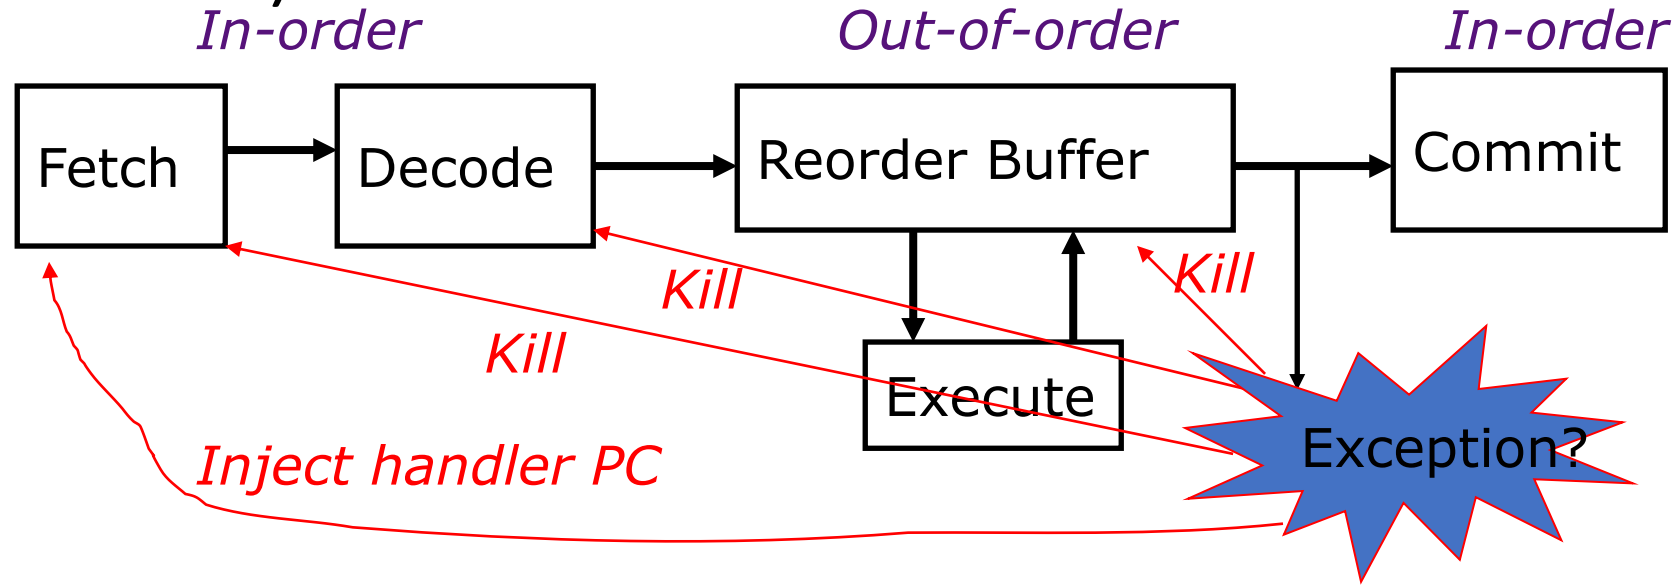 In-order Out-of-order In-order
Fetch Decode Reorder Buffer Commit
Kill Kill
Kill
Execute
Exception?
Inject handler PC